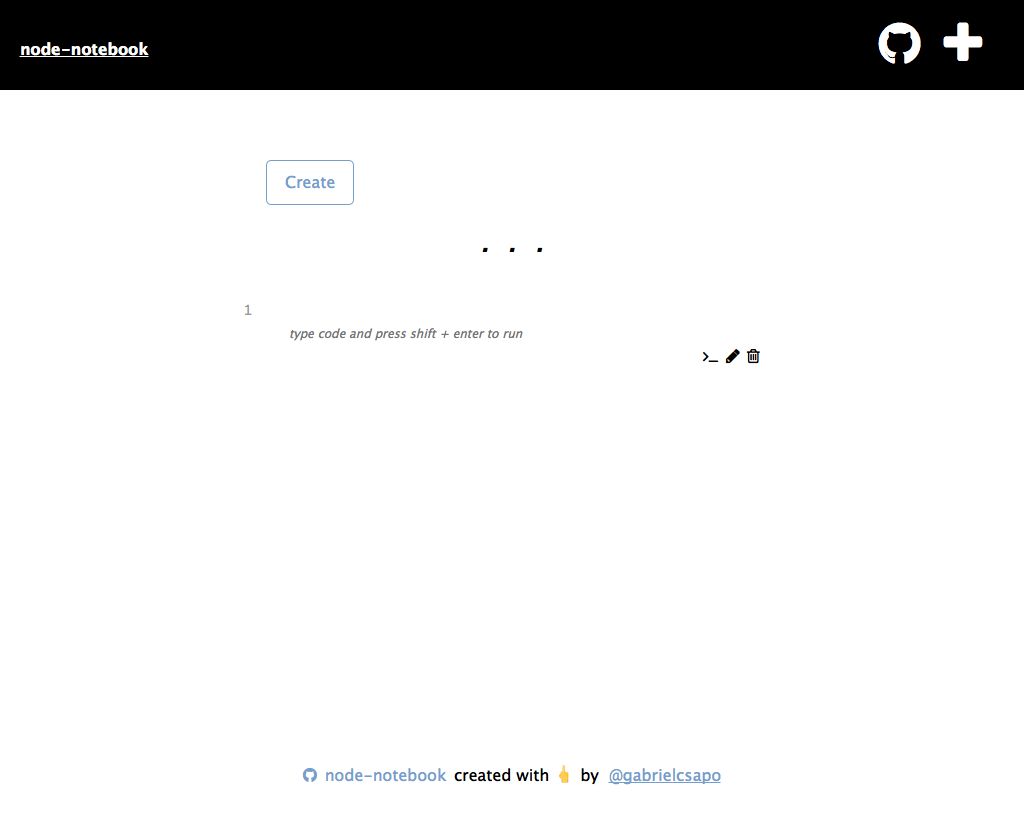 node-notebook
Create
. . .
1
type code and press shift + enter to run
node-notebook created with 🖕 by @gabrielcsapo